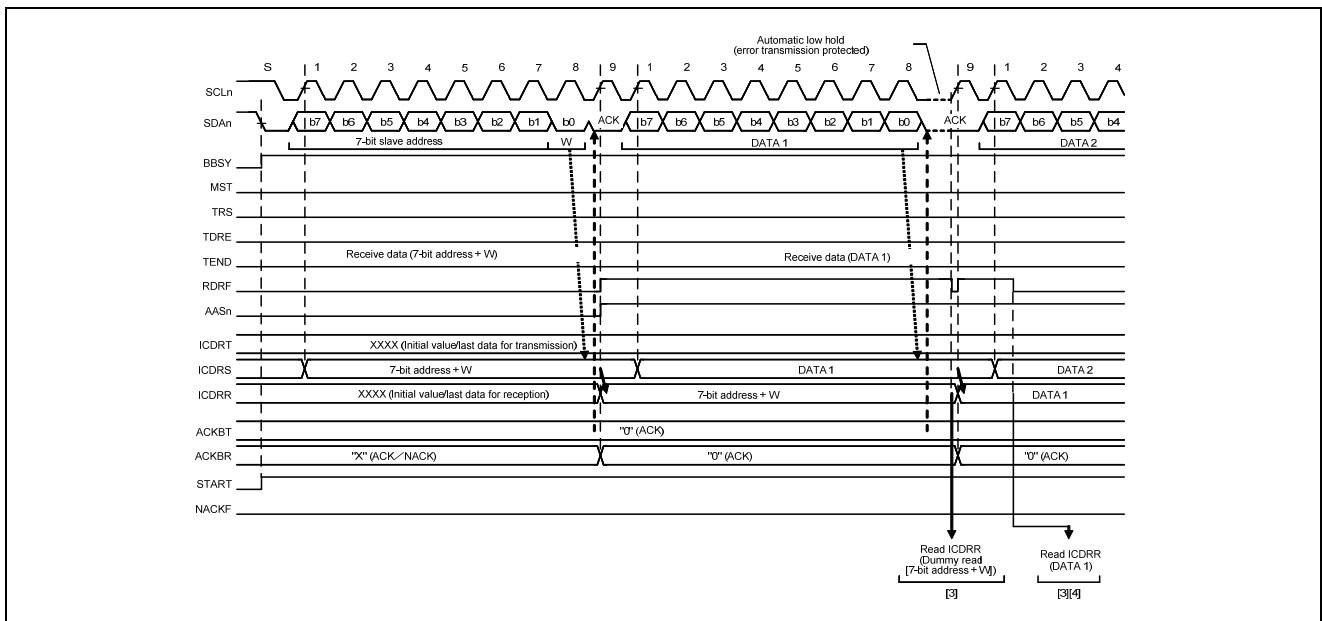 Automatic low hold
(error transmission protected)
S 1 2 3 4 5 6 7 8 9 1 2 3 4 5 6 7 8 9 1 2 3 4
SCLn
SDAn b7 b6 b5 b4 b3 b2 b1 b0 ACK b7 b6 b5 b4 b3 b2 b1 b0 ACK b7 b6 b5 b4
7-bit slave address W DATA 1 DATA 2
BBSY
MST
TRS
TDRE
TEND Receive data (7-bit address + W) Receive data (DATA 1)
RDRF
AASn
ICDRT XXXX (Initial value/last data for transmission)
ICDRS 7-bit address + W DATA 1 DATA 2
ICDRR XXXX (Initial value/last data for reception) 7-bit address + W DATA 1
ACKBT "0" (ACK)
ACKBR "X" (ACK／NACK) "0" (ACK) "0" (ACK)
START
NACKF
Read ICDRR
(Dummy read
[7-bit address + W])
[3]
Read ICDRR
(DATA 1)
[3][4]